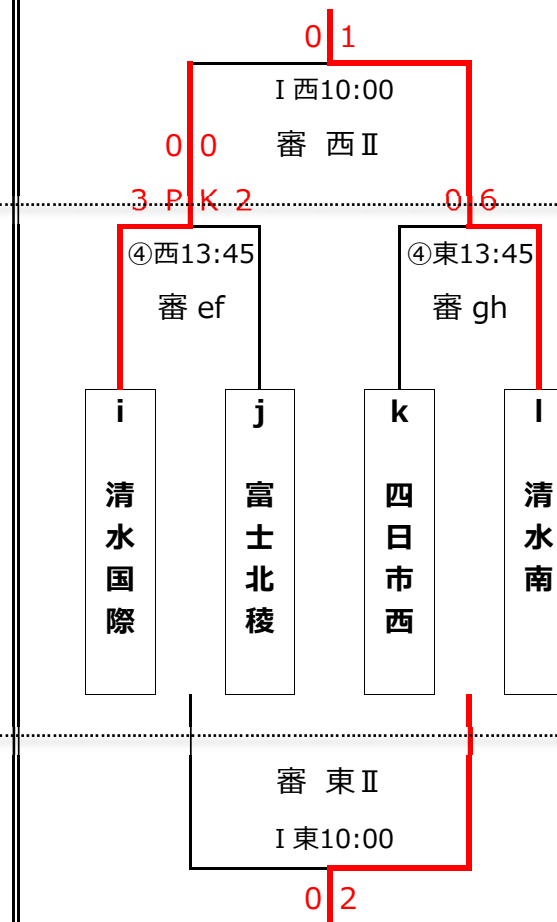 0 1
Ⅰ西10:00
0 0
審 西Ⅱ
3 P K 2
0 6
④西13:45
④東13:45
審 ef
審 gh
i
j
k
l
清水国際
富士北稜
四日市西
清水南
審 東Ⅱ
Ⅰ東10:00
0 2